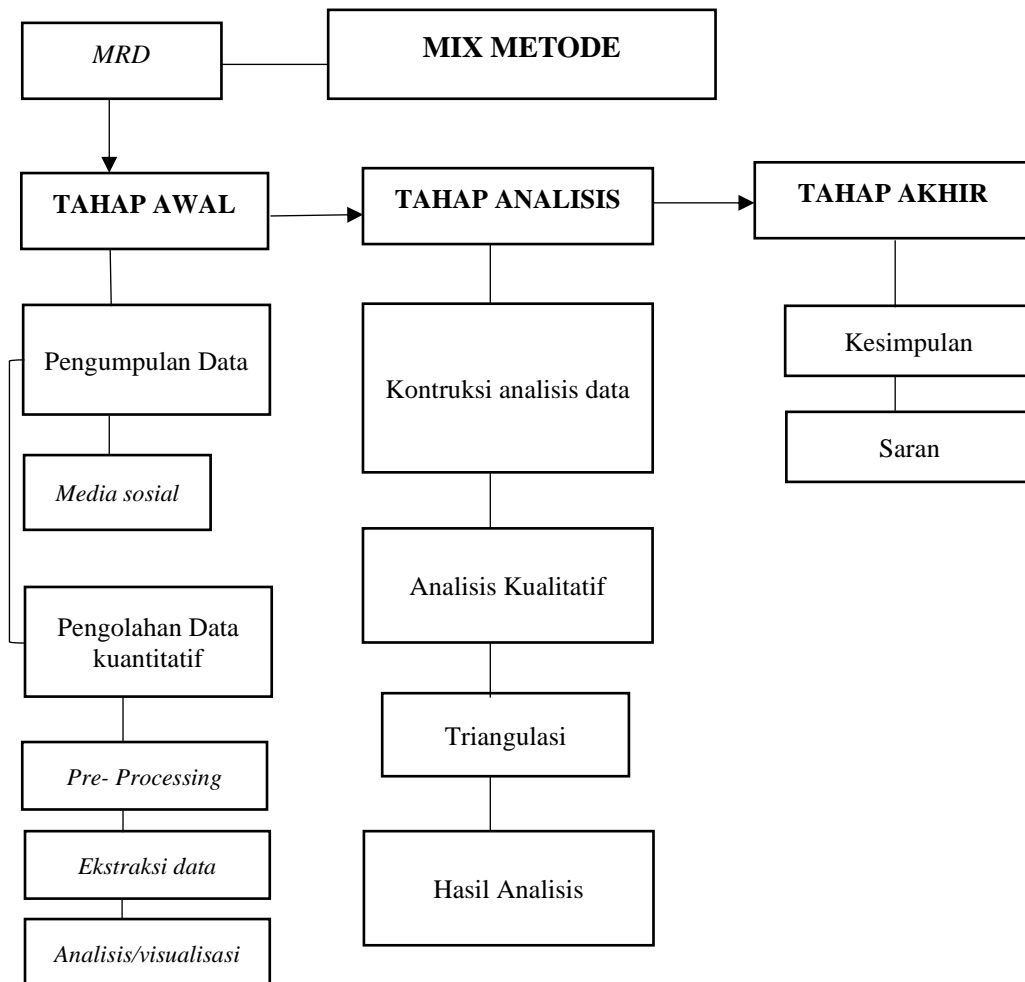 MRD
MIX METODE
TAHAP AWAL
TAHAP ANALISIS
TAHAP AKHIR
Pengumpulan Data
Media sosial
Pengolahan Data
kuantitatif
Pre- Processing
Ekstraksi data
Analisis/visualisasi
Kontruksi analisis data
Analisis Kualitatif
Triangulasi
Hasil Analisis
Kesimpulan
Saran